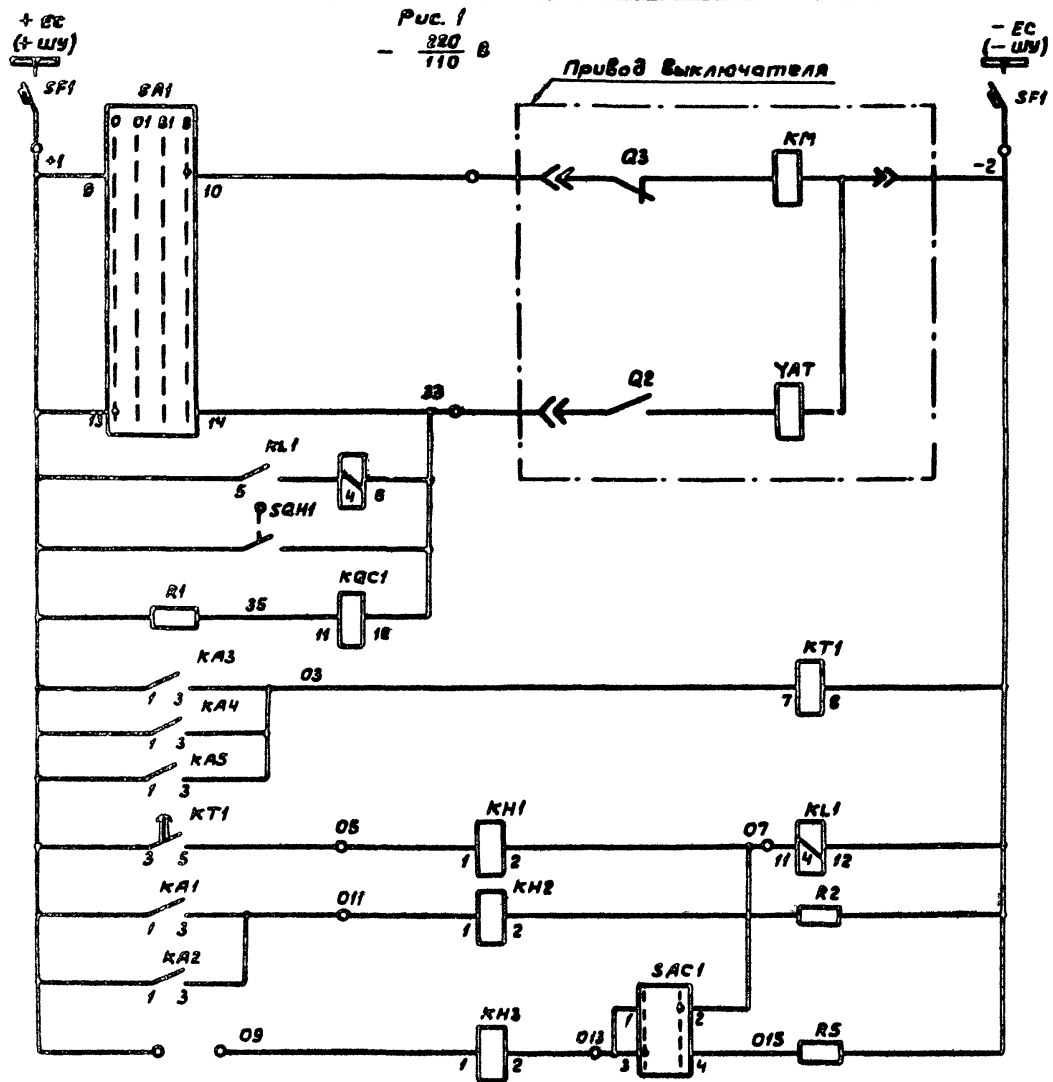 + ЕС
(+ ШУ)
Рис. 1
- 220/110 В
- ЕС
(- ШУ)
SF1
SA1
Привод выключателя
SF1
О О1 В1 В
+1
9
10
Q3
KM
-2
13
14
33
Q2
YAT
KL1
5
4
6
SQH1
R1
35
KQC1
11
12
KA3
1 3
03
KT1
7
8
KA4
1 3
KA5
1 3
KT1
3 5
05
KH1
1
2
07
KL1
11
4
12
KA1
1 3
011
KH2
1
2
R2
KA2
1 3
SAC1
1
2
09
KH3
1
2
013
3
4
015
R5